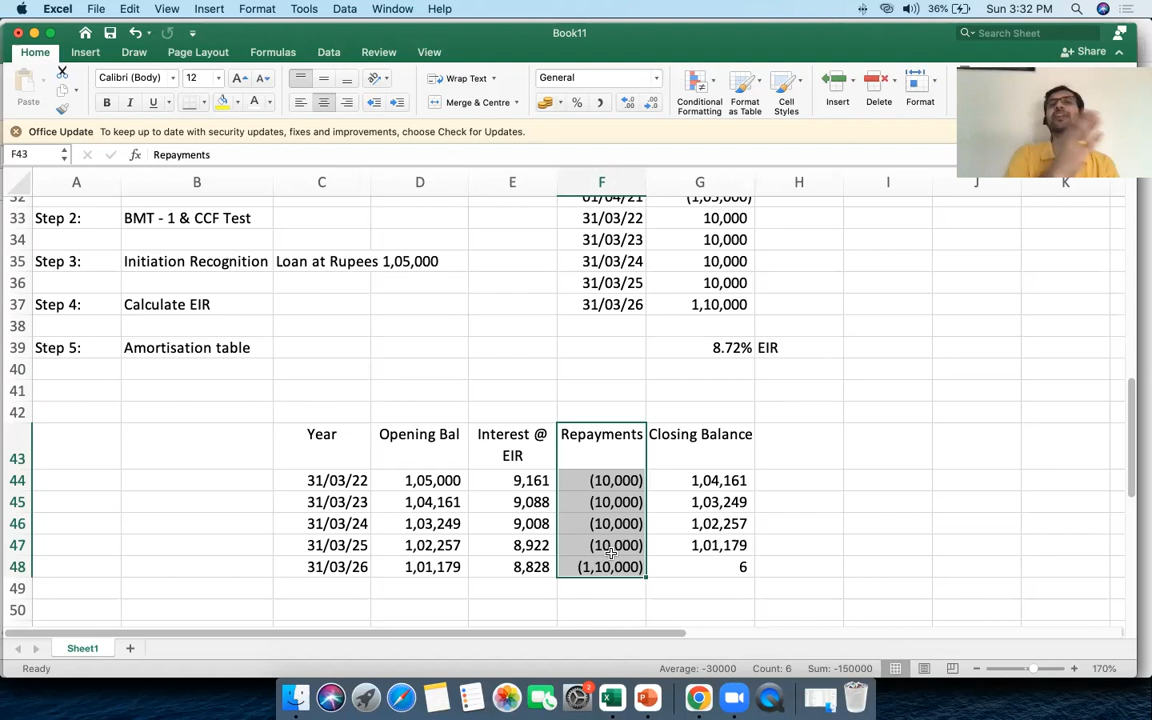 Excel File Edit View Insert Format Tools Data Window Help 36% Sun 3:32 PM
Book11 Search Sheet
Home Insert Draw Page Layout Formulas Data Review View Share
Paste Calibri (Body) 12 A A Wrap Text General Conditional Formatting Format as Table Cell Styles Insert Delete Format
B I U A Merge & Centre % )
Office Update To keep up to date with security updates, fixes and improvements, choose Check for Updates.
F43 fx Repayments
A B C D E F G H I J K
32 01/04/21 (1,05,000)
33 Step 2: BMT - 1 & CCF Test 31/03/22 10,000
34 31/03/23 10,000
35 Step 3: Initiation Recognition Loan at Rupees 1,05,000 31/03/24 10,000
36 31/03/25 10,000
37 Step 4: Calculate EIR 31/03/26 1,10,000
38
39 Step 5: Amortisation table 8.72% EIR
40
41
42
43 Year Opening Bal Interest @ EIR Repayments Closing Balance
44 31/03/22 1,05,000 9,161 (10,000) 1,04,161
45 31/03/23 1,04,161 9,088 (10,000) 1,03,249
46 31/03/24 1,03,249 9,008 (10,000) 1,02,257
47 31/03/25 1,02,257 8,922 (10,000) 1,01,179
48 31/03/26 1,01,179 8,828 (1,10,000) 6
49
50
Sheet1
Ready Average: -30000 Count: 6 Sum: -150000 170%